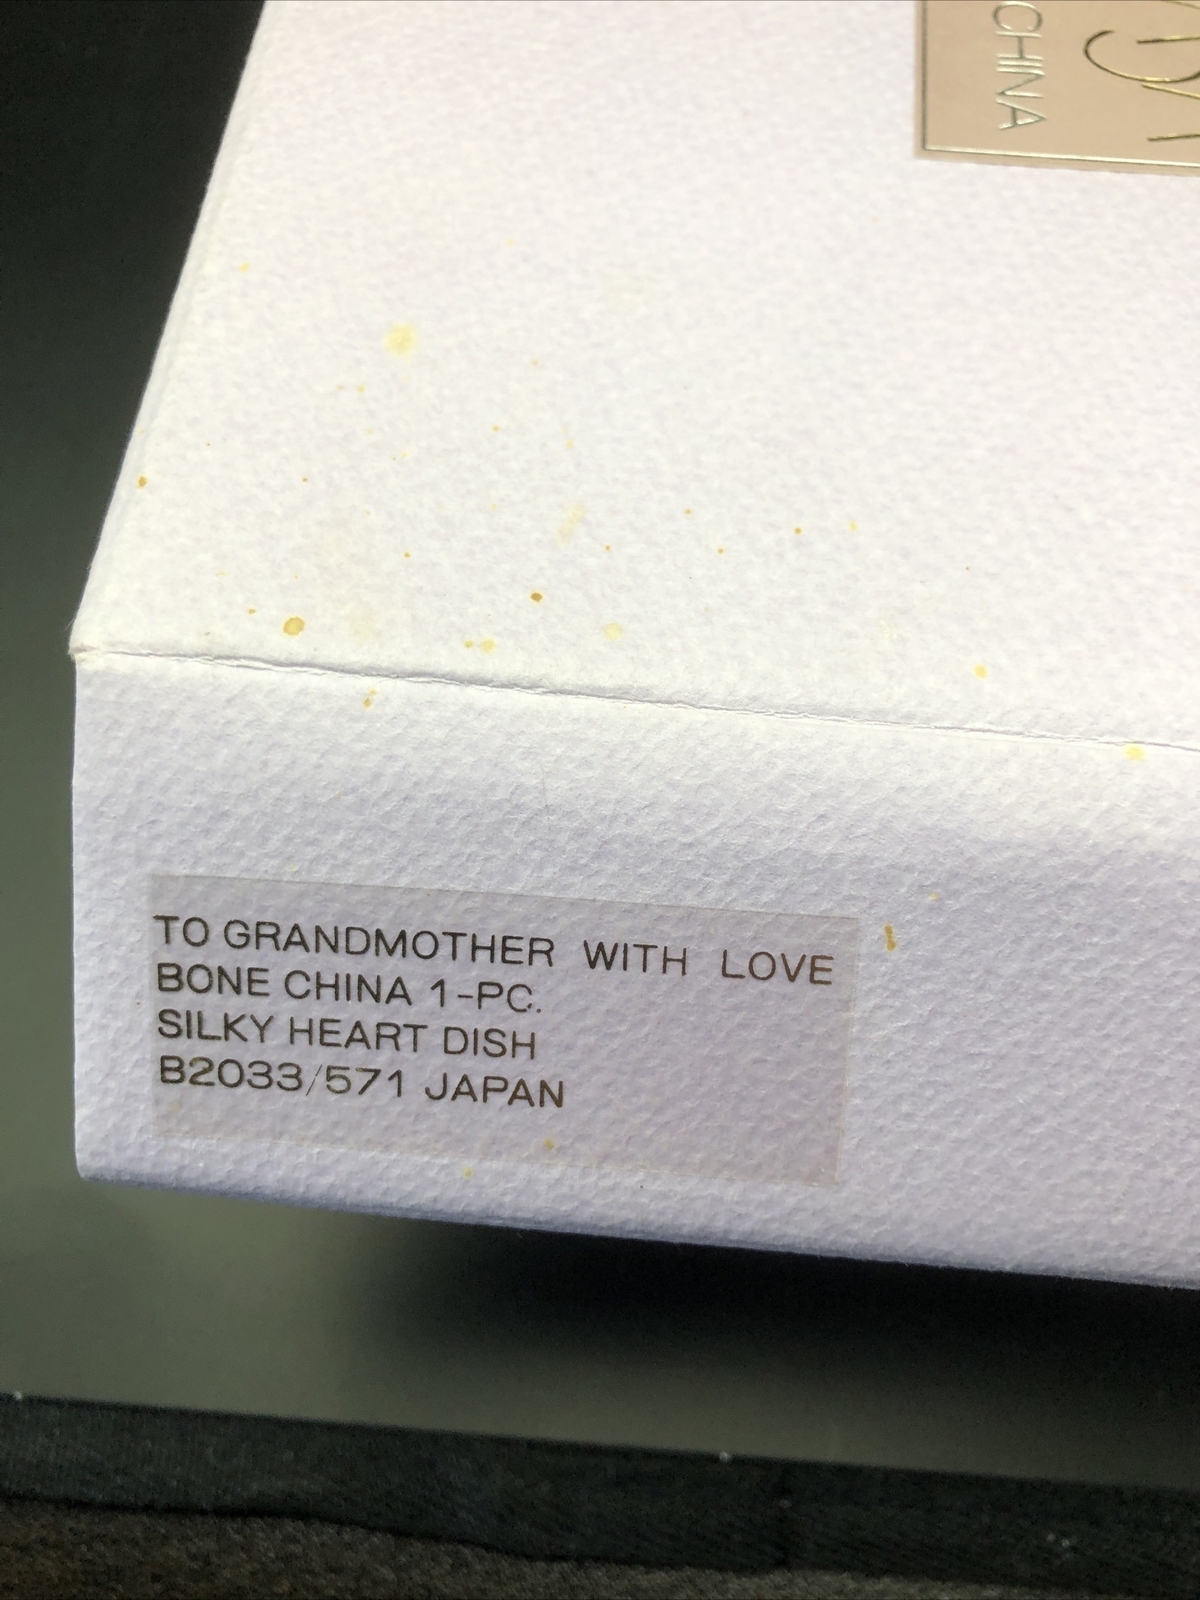 CHINA
TO GRANDMOTHER WITH LOVE
BONE CHINA 1-PC.
SILKY HEART DISH
B2033/571 JAPAN